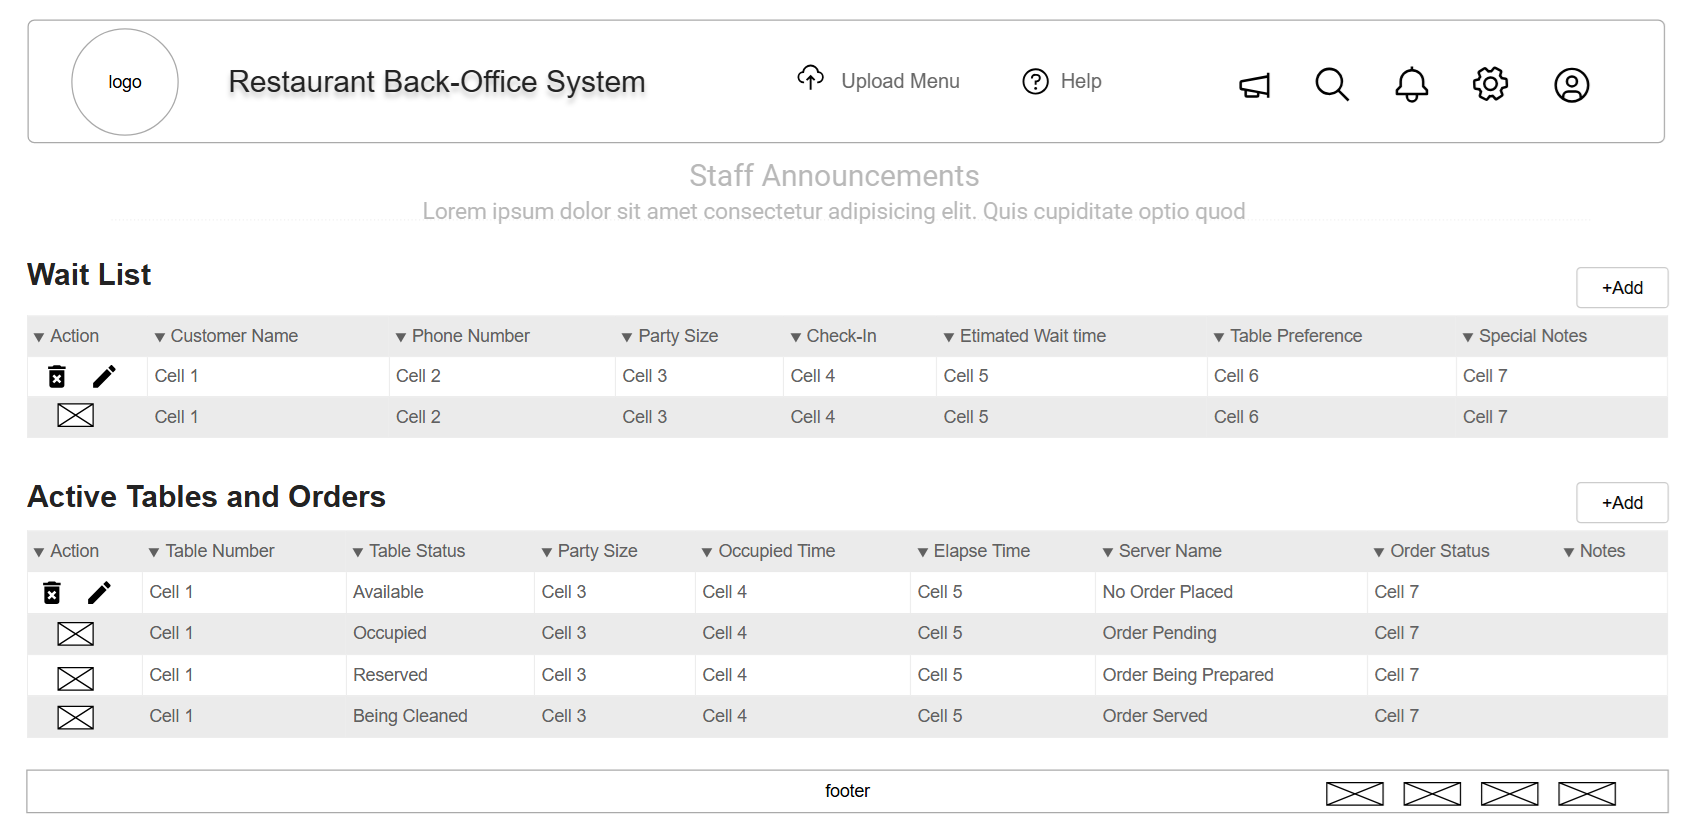 logo
Restaurant Back-Office System
Upload Menu
Help
Staff Announcements
Lorem ipsum dolor sit amet consectetur adipisicing elit. Quis cupiditate optio quod
Wait List
+Add
Action Customer Name Phone Number Party Size Check-In Etimated Wait time Table Preference Special Notes
Cell 1 Cell 2 Cell 3 Cell 4 Cell 5 Cell 6 Cell 7
Cell 1 Cell 2 Cell 3 Cell 4 Cell 5 Cell 6 Cell 7
Active Tables and Orders
+Add
Action Table Number Table Status Party Size Occupied Time Elapse Time Server Name Order Status Notes
Cell 1 Available Cell 3 Cell 4 Cell 5 No Order Placed Cell 7
Cell 1 Occupied Cell 3 Cell 4 Cell 5 Order Pending Cell 7
Cell 1 Reserved Cell 3 Cell 4 Cell 5 Order Being Prepared Cell 7
Cell 1 Being Cleaned Cell 3 Cell 4 Cell 5 Order Served Cell 7
footer